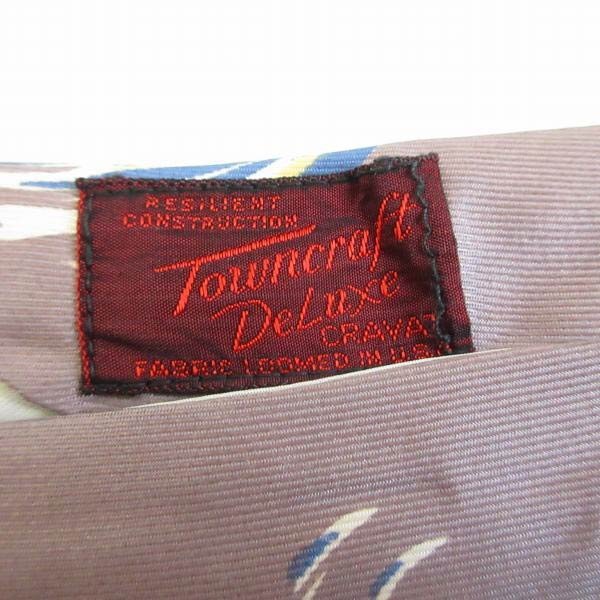 RESILIENT
CONSTRUCTION
Towncraft
DeLuxe
CRAVAT
FABRIC LOOMED IN U.S.A.